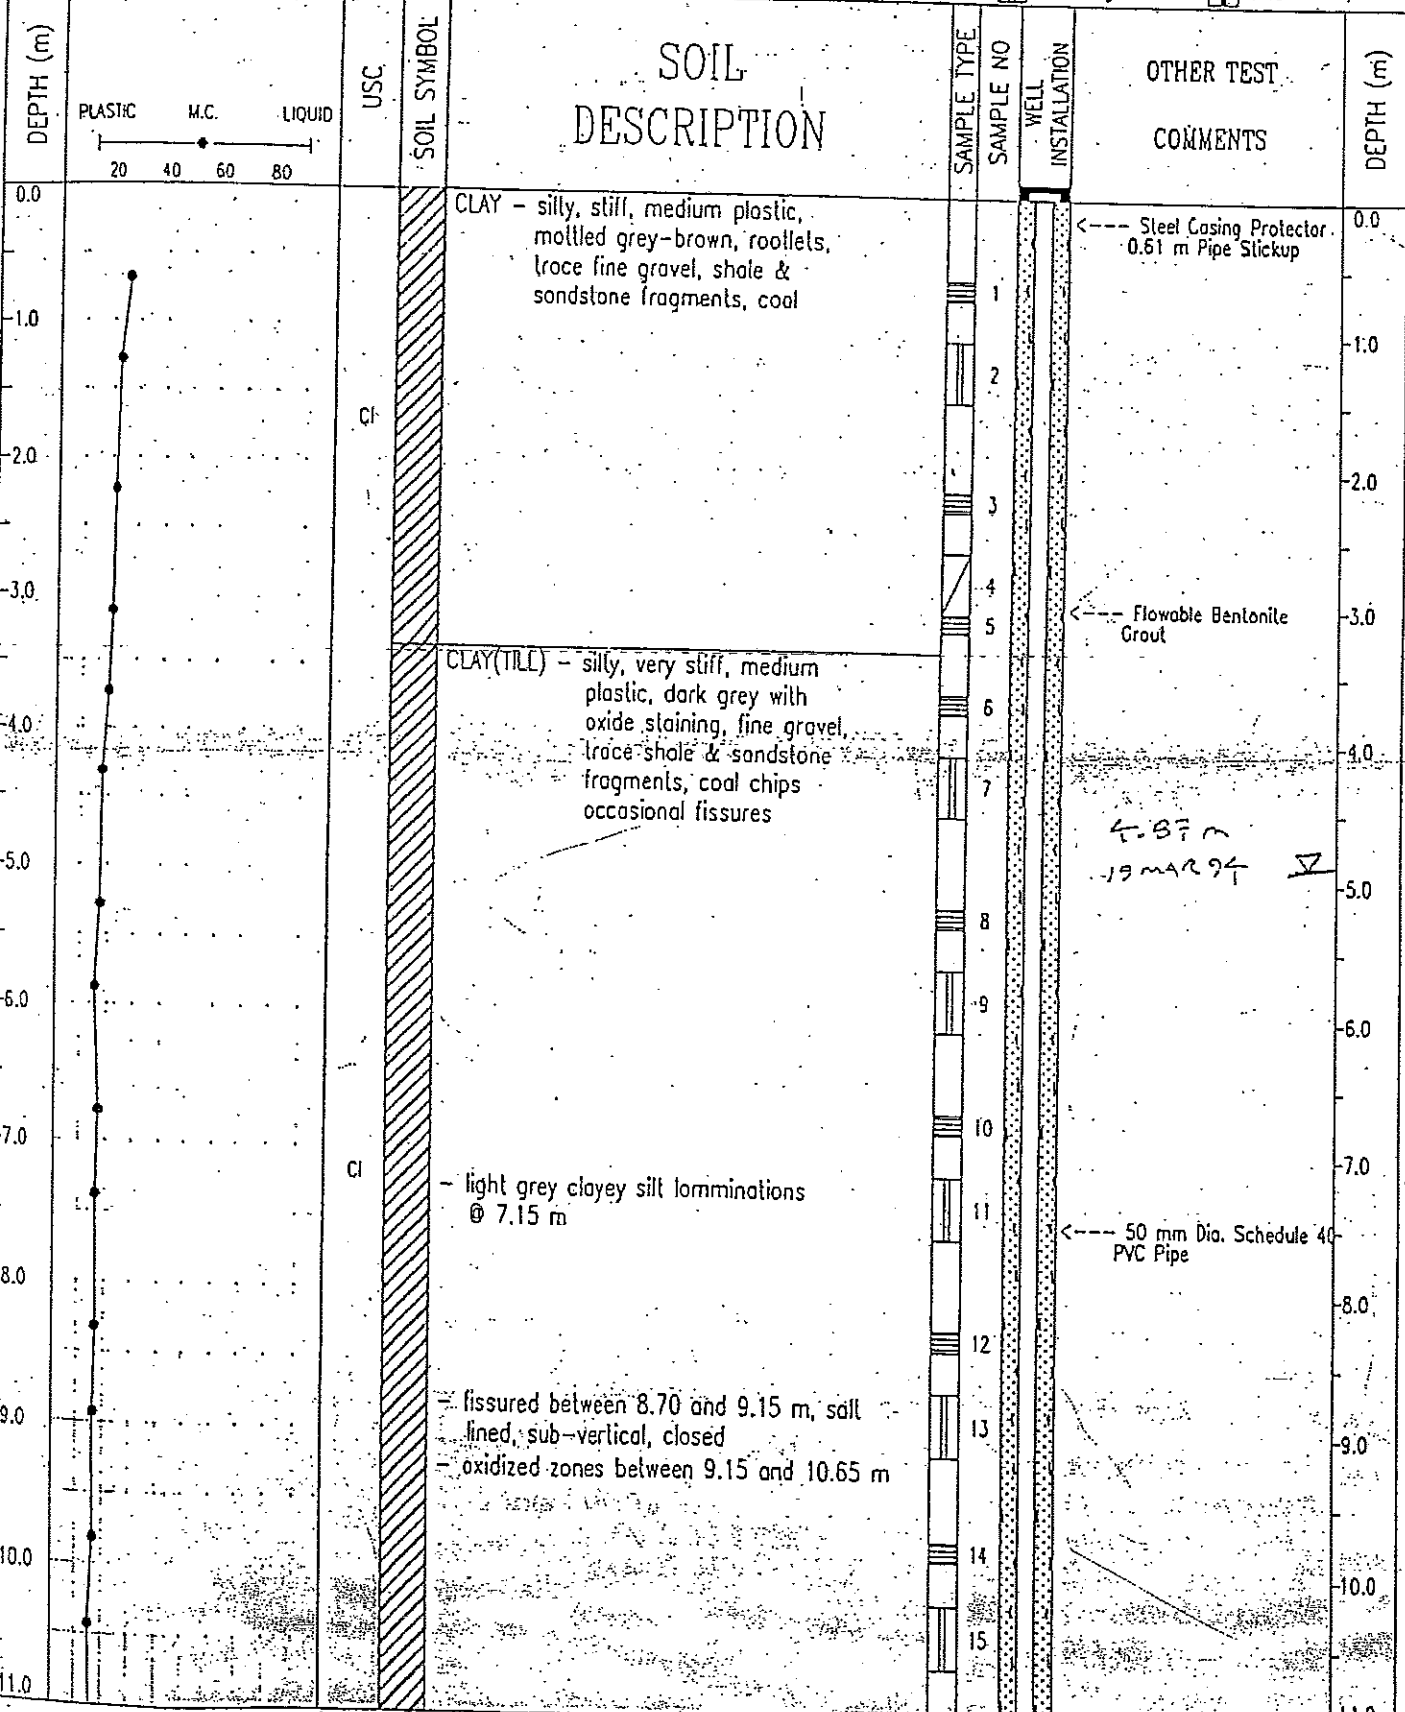 DEPTH (m)
PLASTIC M.C. LIQUID
20 40 60 80
USC
SOIL SYMBOL
SOIL
DESCRIPTION
SAMPLE TYPE
SAMPLE NO
WELL
INSTALLATION
OTHER TEST
COMMENTS
DEPTH (m)
0.0
CLAY - silty, stiff, medium plastic,
mottled grey-brown, rootlets,
trace fine gravel, shale &
sandstone fragments, coal
<--- Steel Casing Protector
0.61 m Pipe Stickup
0.0
1
-1.0
-1.0
2
CI
-2.0
-2.0
3
-3.0
4
5
<--- Flowable Bentonite
Grout
-3.0
CLAY(TILL) - silty, very stiff, medium
plastic, dark grey with
oxide staining, fine gravel,
trace shale & sandstone
fragments, coal chips
occasional fissures
6
-4.0
-4.0
7
4.87 m
19 MAR 94
-5.0
-5.0
8
-6.0
9
-6.0
10
-7.0
-7.0
CI
- light grey clayey silt lamminations
@ 7.15 m
11
<--- 50 mm Dia. Schedule 40
PVC Pipe
8.0
-8.0
12
9.0
- fissured between 8.70 and 9.15 m, salt
lined, sub-vertical, closed
- oxidized zones between 9.15 and 10.65 m
13
-9.0
10.0
14
-10.0
15
11.0